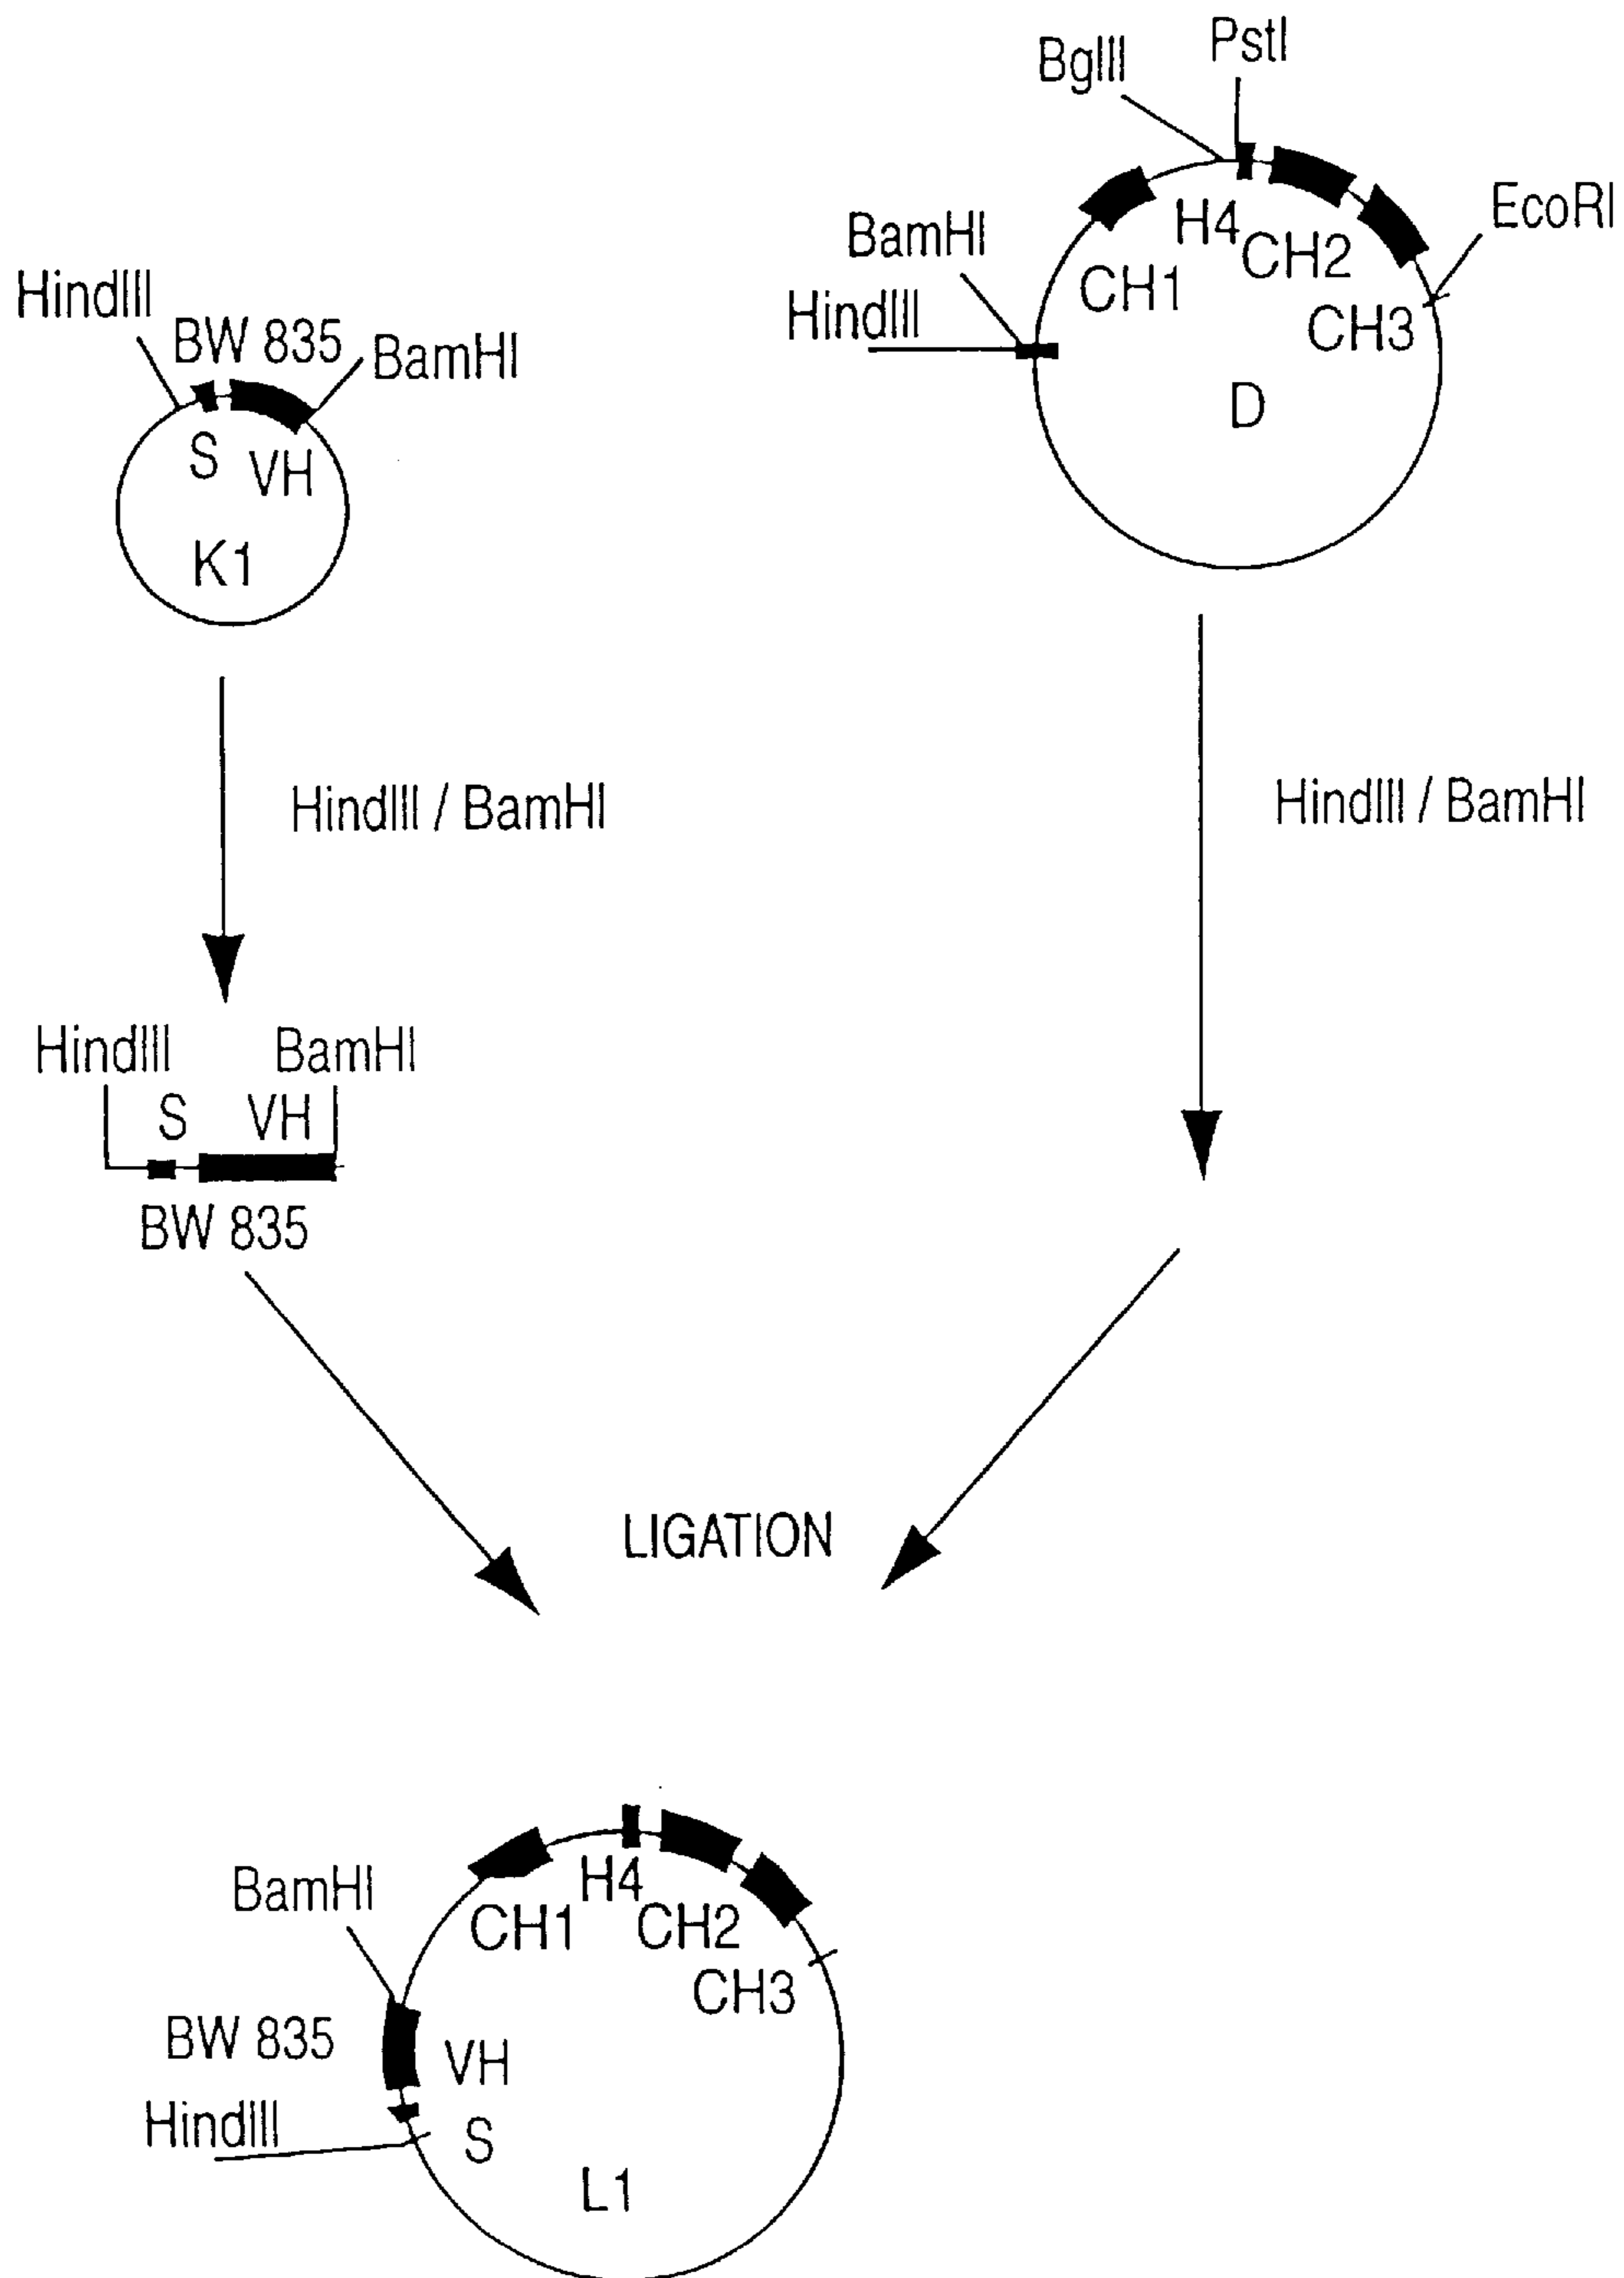 PstI
BglII
EcoRI
BamHI
H4
CH2
CH1
HindIII
CH3
D
HindIII
BW 835
BamHI
S
VH
K1
HindIII / BamHI
HindIII / BamHI
HindIII
BamHI
S
VH
BW 835
LIGATION
BamHI
H4
CH1
CH2
CH3
BW 835
VH
HindIII
S
L1